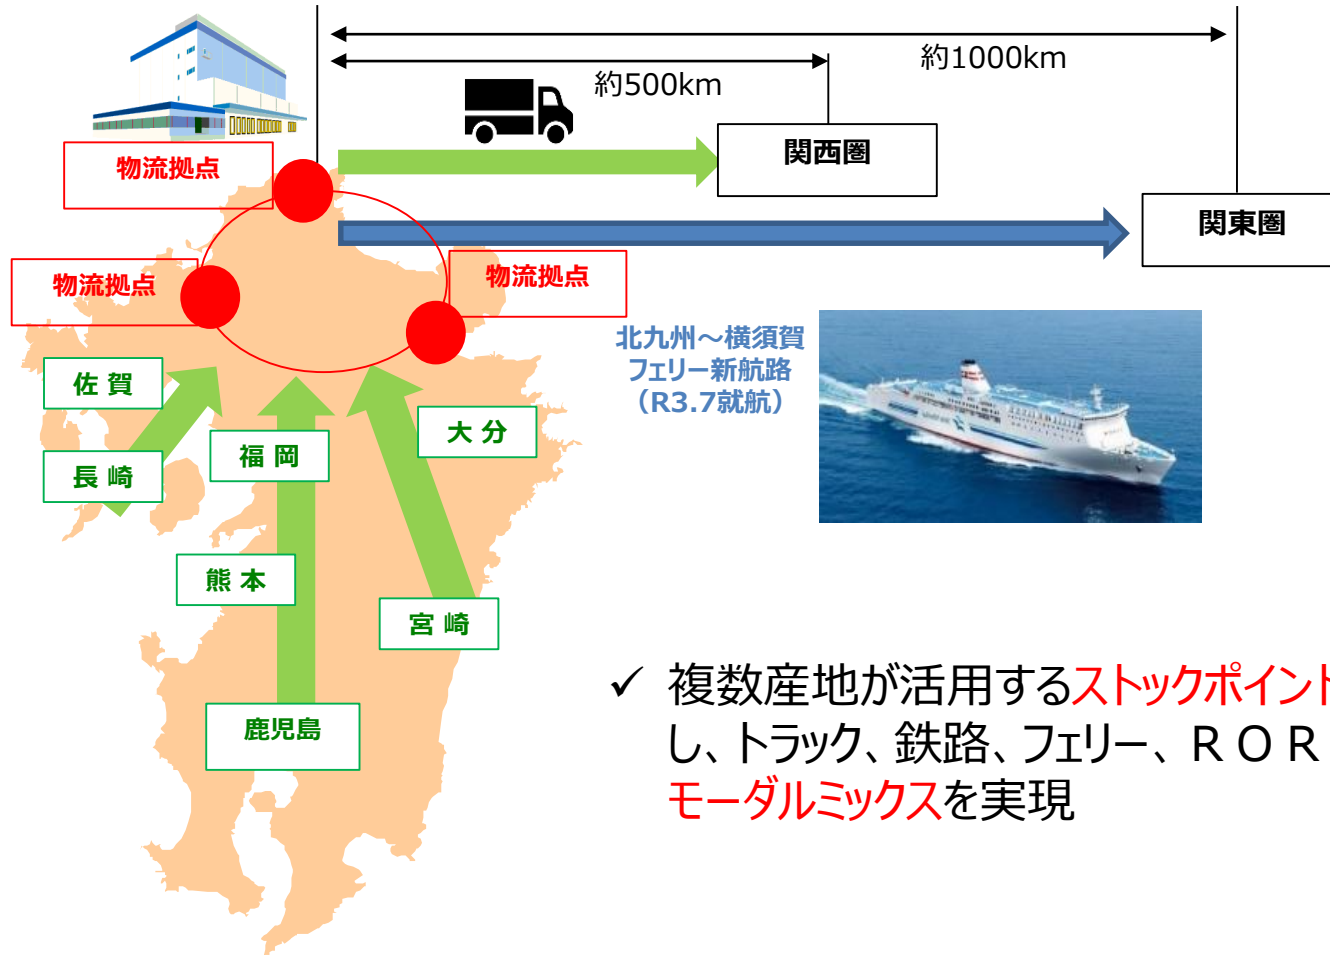 約1000km
約500km
関西圏
物流拠点
関東圏
物流拠点
物流拠点
北九州～横須賀
フェリー新航路
（R3.7就航）
佐 賀
大 分
福 岡
長 崎
熊 本
宮 崎
鹿児島
✓ 複数産地が活用するストックポイント
し、トラック、鉄路、フェリー、ＲＯＲ
モーダルミックスを実現